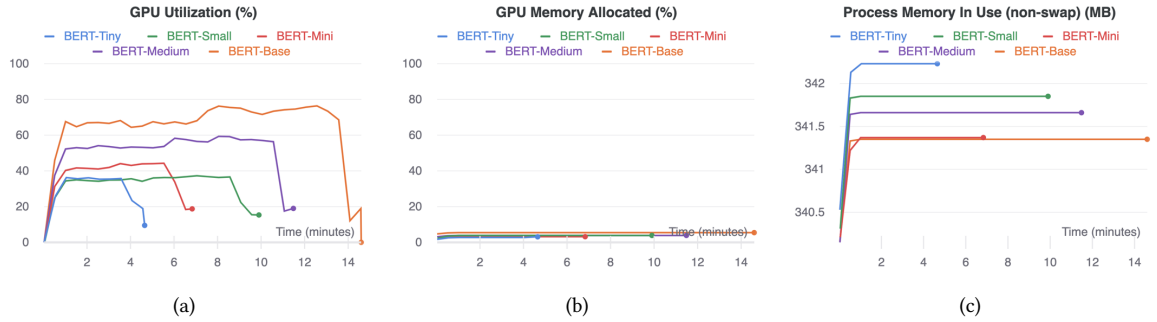 GPU Utilization (%)
BERT-Tiny BERT-Small BERT-Mini
BERT-Medium BERT-Base
100
80
60
40
20
0
Time (minutes)
2 4 6 8 10 12 14
(a)
GPU Memory Allocated (%)
BERT-Tiny BERT-Small BERT-Mini
BERT-Medium BERT-Base
100
80
60
40
20
0
Time (minutes)
2 4 6 8 10 12 14
(b)
Process Memory In Use (non-swap) (MB)
BERT-Tiny BERT-Small BERT-Mini
BERT-Medium BERT-Base
342
341.5
341
340.5
Time (minutes)
2 4 6 8 10 12 14
(c)